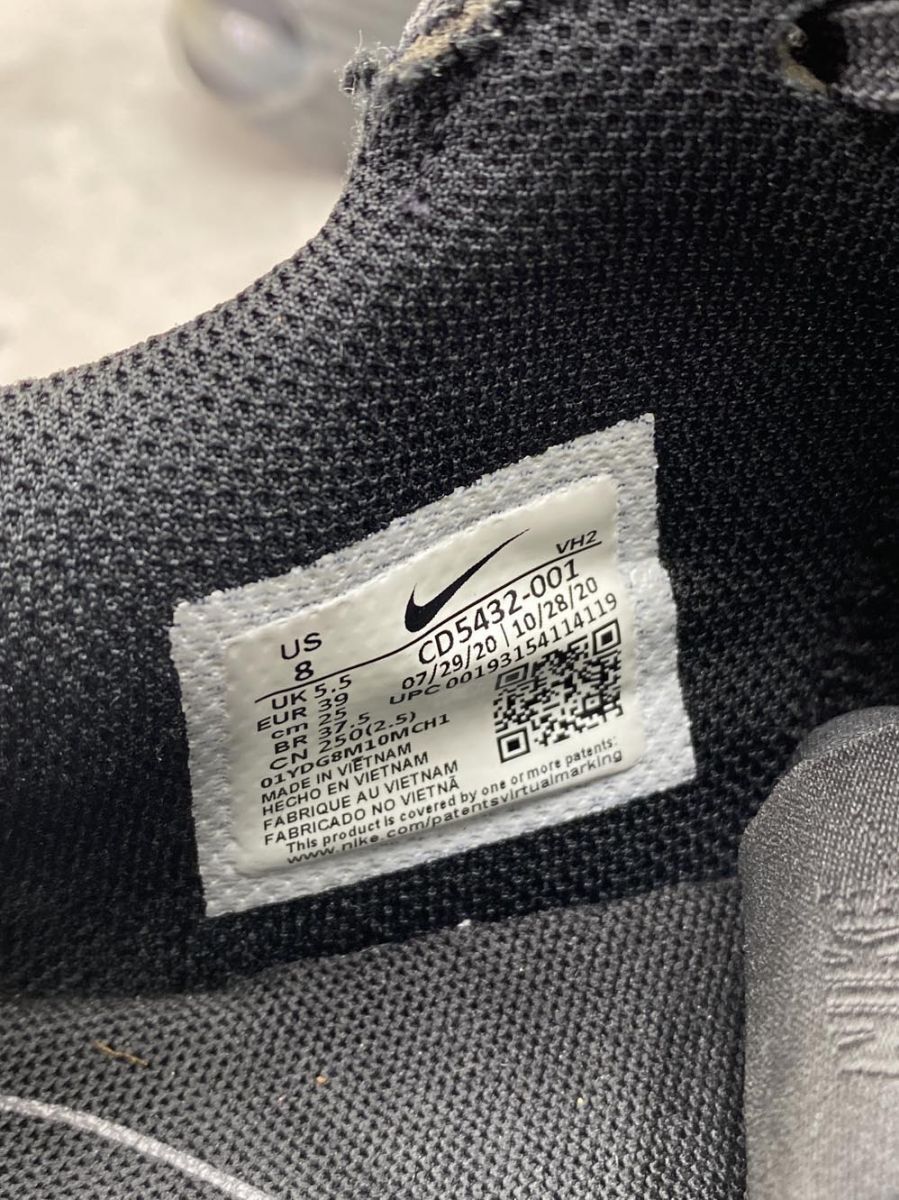 VH2
US
8
CD5432-001
07/29/20 | 10/28/20
UPC 00193154114119
UK 5.5
EUR 39
cm 25
BR 37.5
CN 250(2.5)
01YDG8M10MCH1
MADE IN VIETNAM
HECHO EN VIETNAM
FABRIQUE AU VIETNAM
FABRICADO NO VIETNÃ
This product is covered by one or more patents:
www.nike.com/patentsvirtualmarking